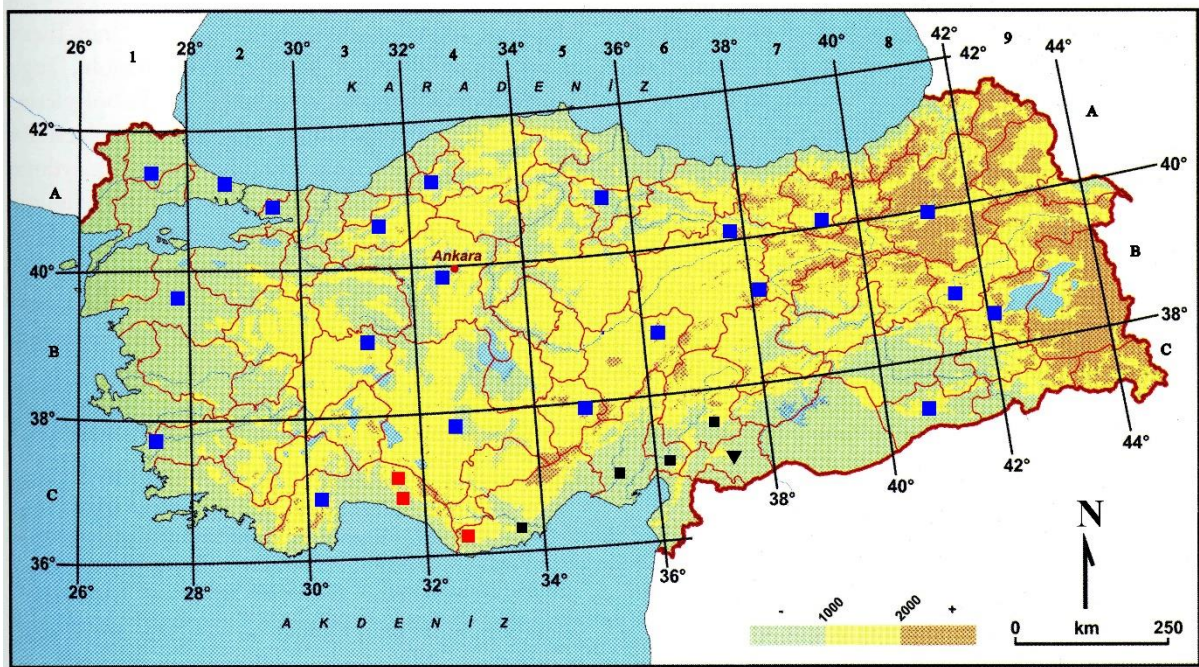 26° 1 28° 2 30° 3 32° 4 34° 5 36° 6 38° 7 40° 8 42° 9 44°
42°
K A R A D E N İ Z
42°
A
A
40°
40°
Ankara
B
B
38°
38°
C
C
44°
42°
40°
38°
36°
36°
26° 28° 30° 32° 34°
A K D E N İ Z
N
- 1000 2000 +
0 km 250